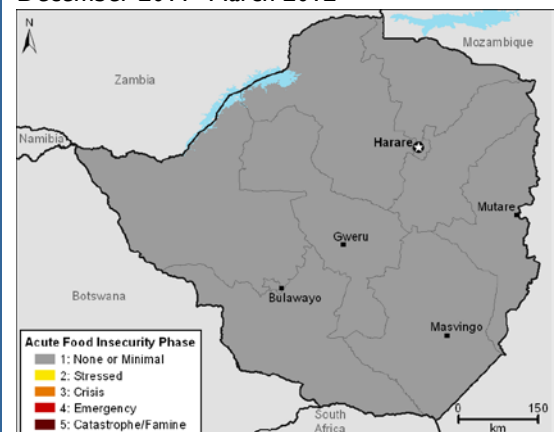 December 2011- March 2012
N
Mozambique
Zambia
Namibia
Harare
Mutare
Gweru
Bulawayo
Botswana
Masvingo
Acute Food Insecurity Phase
1: None or Minimal
2: Stressed
3: Crisis
4: Emergency
5: Catastrophe/Famine
South
Africa
0 150
km